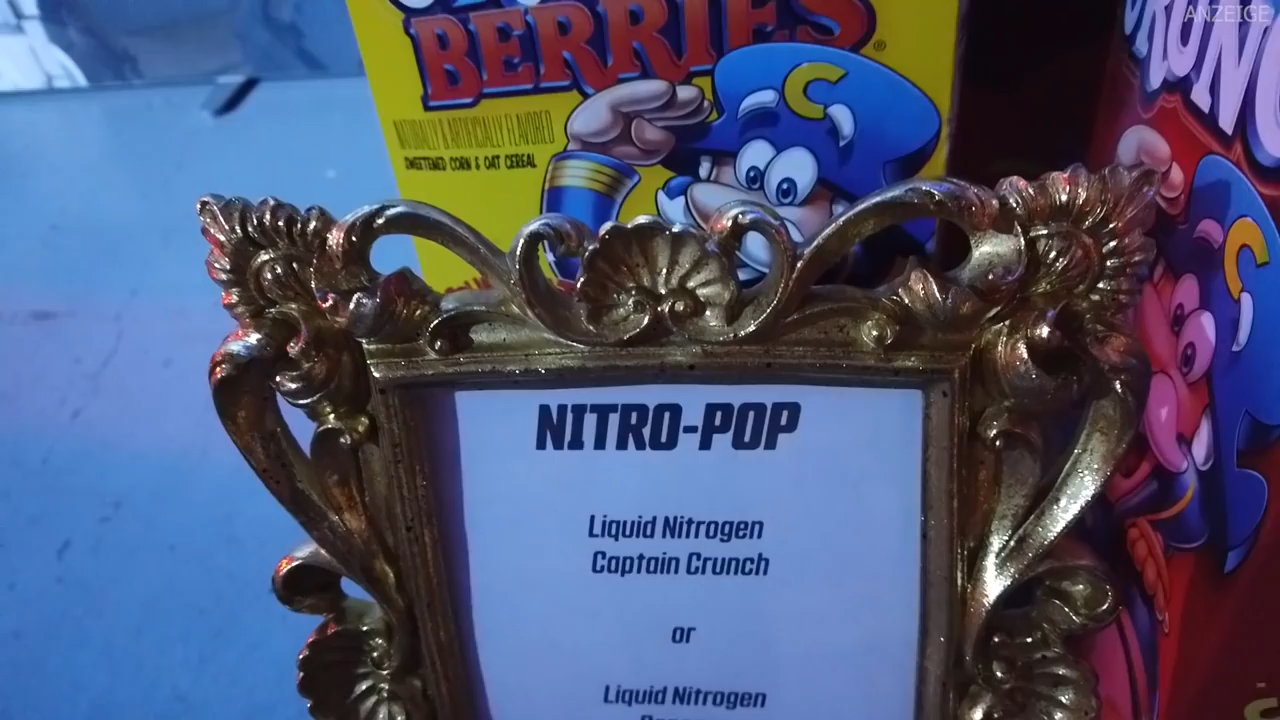 ANZEIGE
BERRIES
®
NATURALLY & ARTIFICIALLY FLAVORED
SWEETENED CORN & OAT CEREAL
C
C
NITRO-POP
Liquid Nitrogen
Captain Crunch
or
Liquid Nitrogen